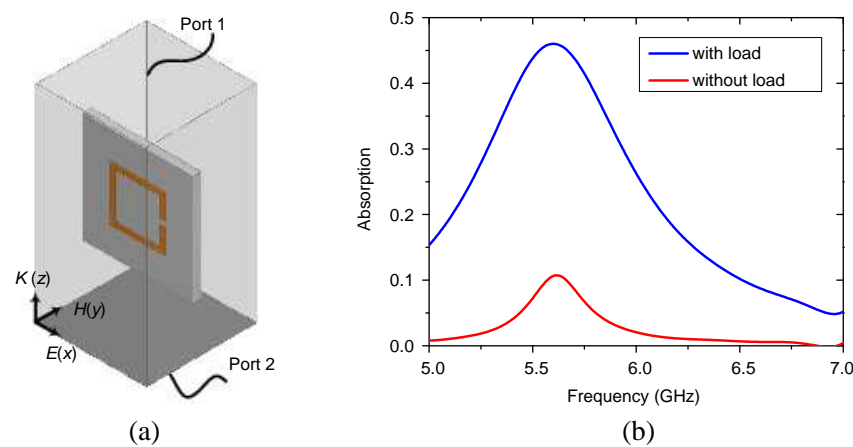 Port 1
K(z)
H(y)
E(x)
Port 2
(a)
0.5
0.4
0.3
0.2
0.1
0.0
Absorption
with load
without load
5.0 5.5 6.0 6.5 7.0
Frequency (GHz)
(b)